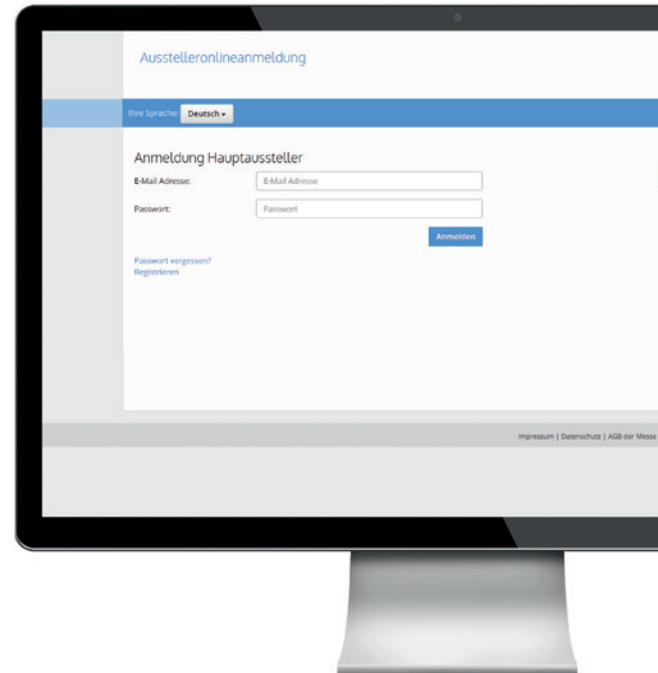 Ausstelleronlineanmeldung
Ihre Sprache: Deutsch
Anmeldung Hauptaussteller
E-Mail Adresse: E-Mail Adresse
Passwort: Passwort
Anmelden
Passwort vergessen?
Registrieren
Impressum | Datenschutz | AGB der Messe